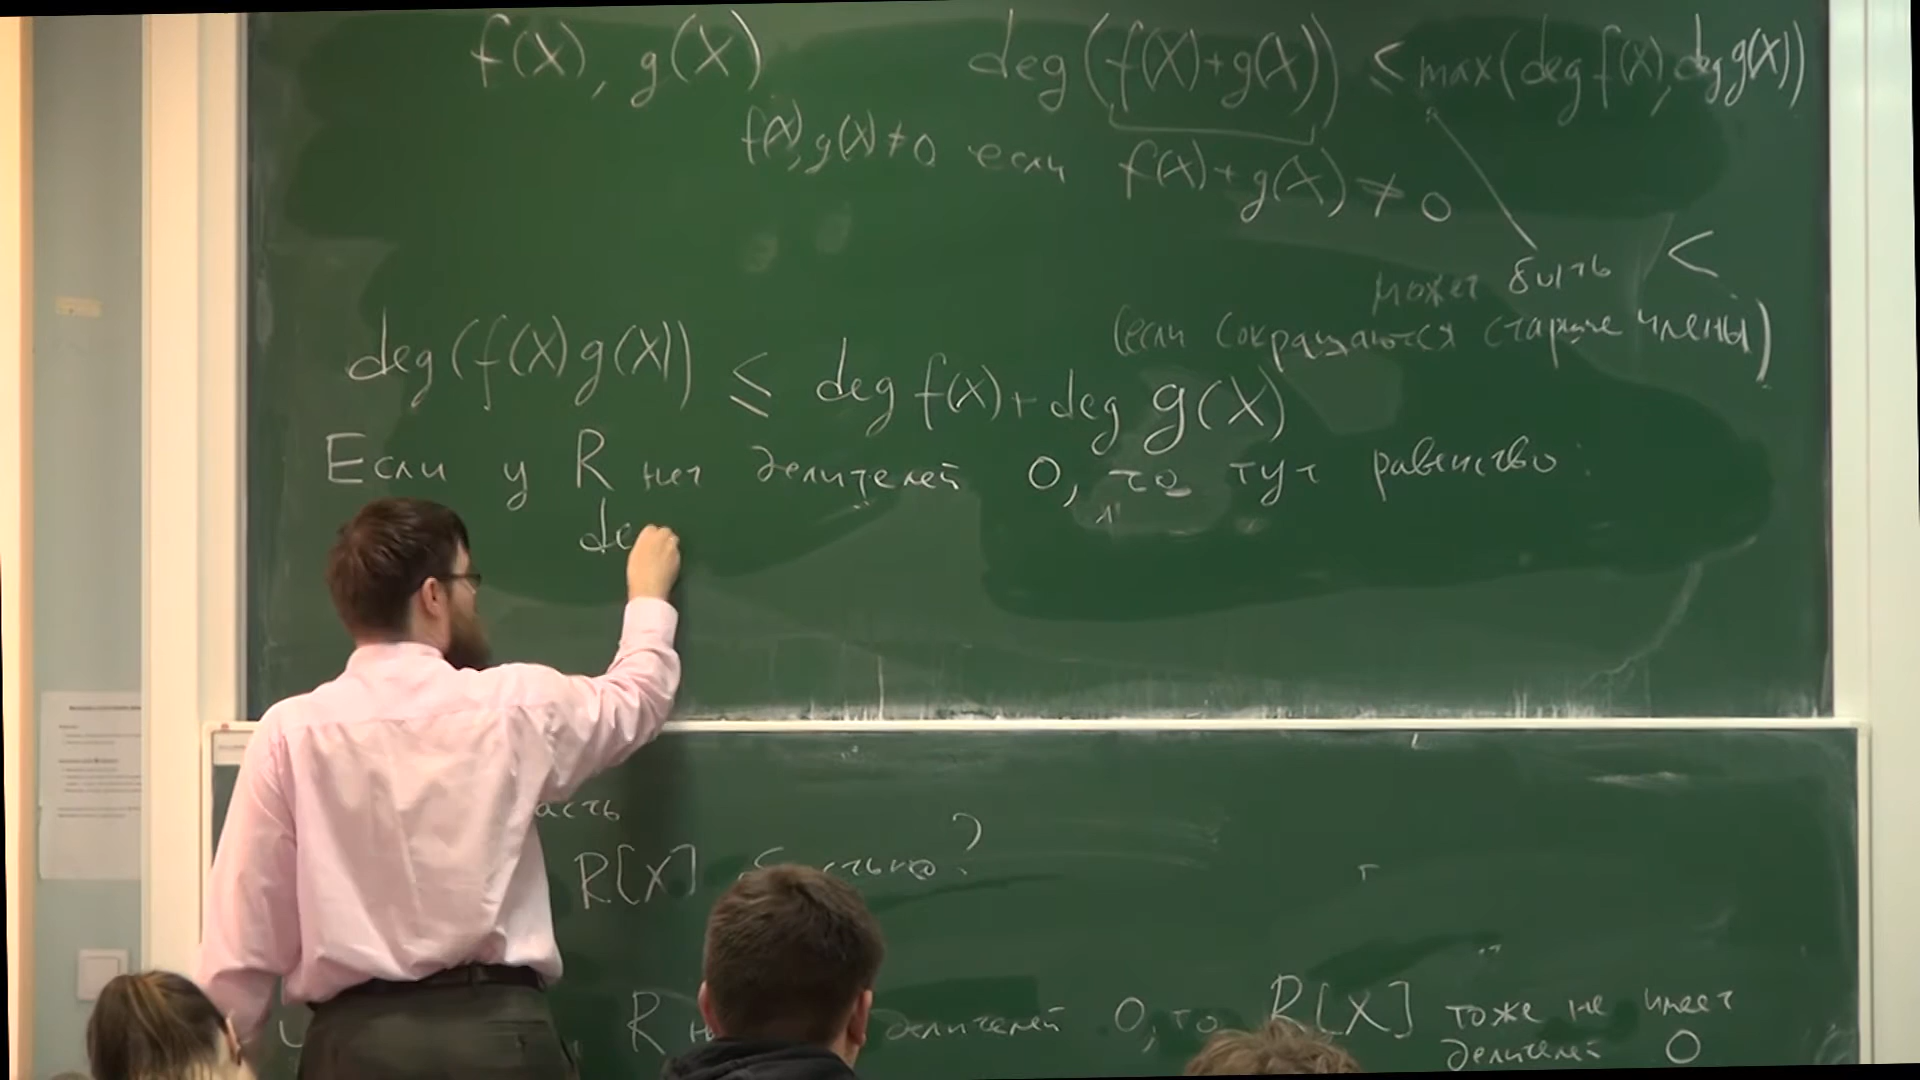 f(X), g(X)
deg(f(X)+g(X)) ≤ max(deg f(X), deg g(X))
f(X), g(X) ≠ 0 если f(X)+g(X) ≠ 0
может быть <
(если сокращаются старшие члены)
deg(f(X)g(X)) ≤ deg f(X)+deg g(X)
Если у R нет делителей 0, то тут равенство:
de
асть
R[X]
R делителей 0, то R[X] тоже не имеет
делителей 0